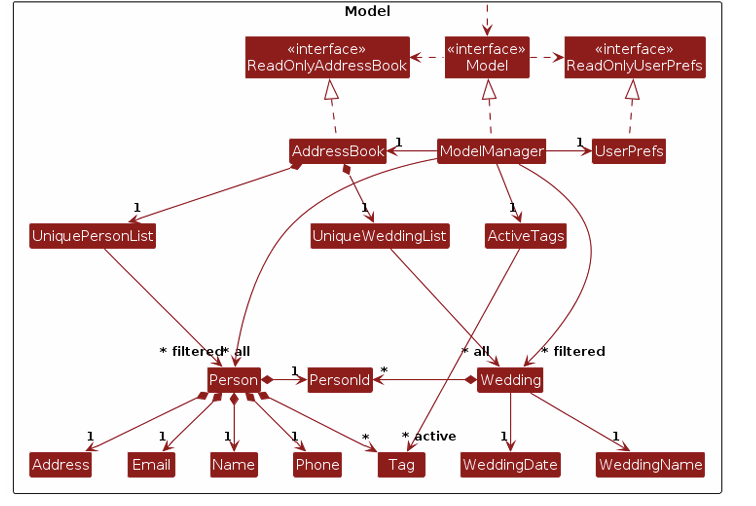 Model
«interface»
ReadOnlyAddressBook
«interface»
Model
«interface»
ReadOnlyUserPrefs
AddressBook
1
ModelManager
1
UserPrefs
1
1
1
UniquePersonList
UniqueWeddingList
ActiveTags
* filtered
* all
* all
* filtered
Person
1
PersonId
*
Wedding
1
1
1
1
*
* active
1
1
Address
Email
Name
Phone
Tag
WeddingDate
WeddingName